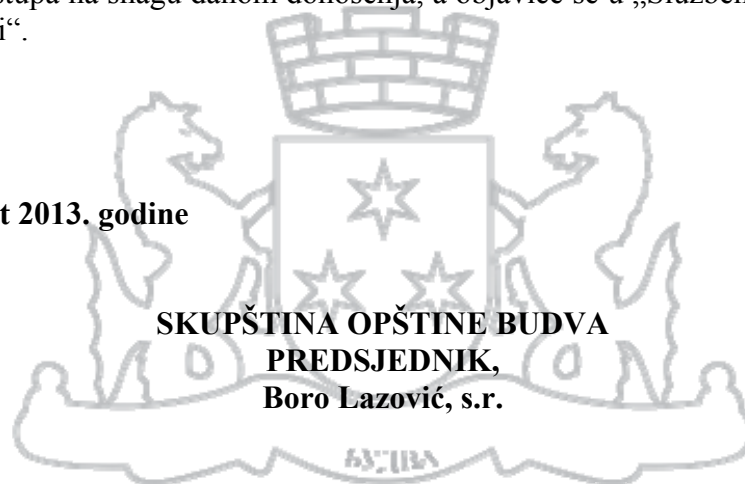 stupa na snagu danom donošenja, a objaviće se u „Službeni
i“.
t 2013. godine
SKUPŠTINA OPŠTINE BUDVA
PREDSJEDNIK,
Boro Lazović, s.r.